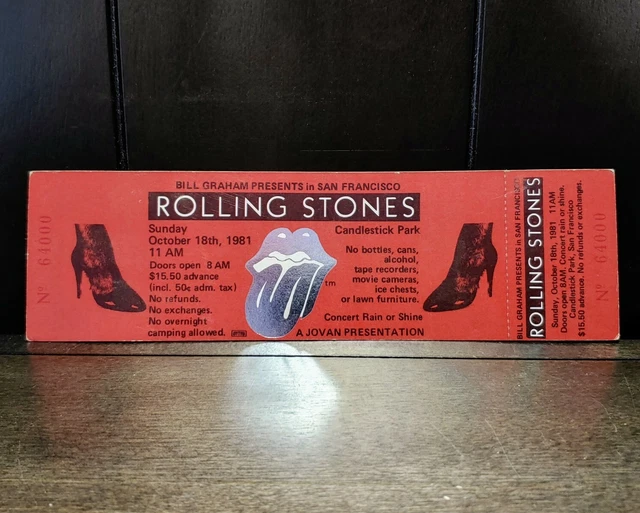 BILL GRAHAM PRESENTS in SAN FRANCISCO
ROLLING STONES
Sunday
October 18th, 1981
11 AM
Doors open 8 AM
$15.50 advance
(incl. 50¢ adm. tax)
No refunds.
No exchanges.
No overnight
camping allowed.
Candlestick Park
No bottles, cans,
alcohol,
tape recorders,
movie cameras,
ice chests,
or lawn furniture.
Concert Rain or Shine
TM
A JOVAN PRESENTATION
Nº 64000
BILL GRAHAM PRESENTS in SAN FRANCISCO
ROLLING STONES
Sunday, October 18th, 1981 11AM
Doors open 8AM, Concert rain or shine.
Candlestick Park, San Francisco
$15.50 advance. No refunds or exchanges.
Nº 64000